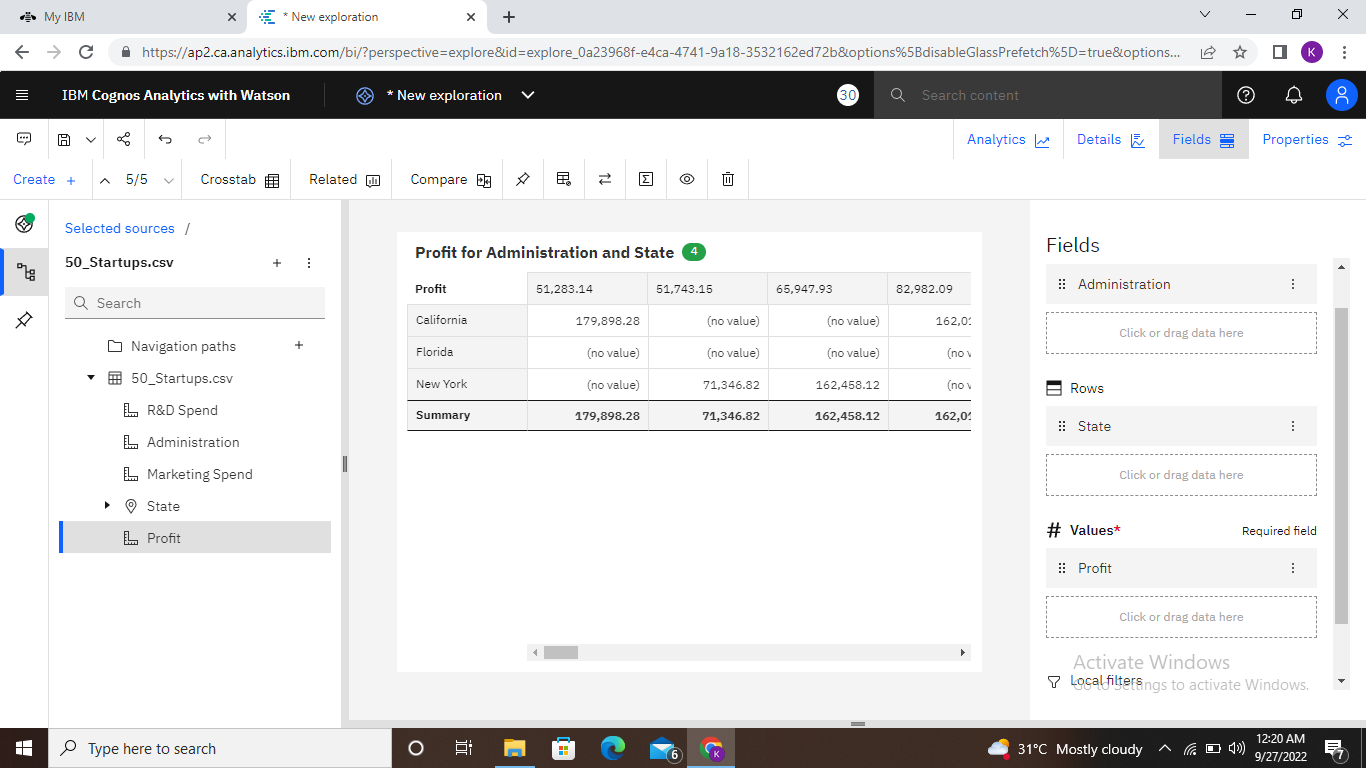 My IBM
* New exploration
https://ap2.ca.analytics.ibm.com/bi/?perspective=explore&id=explore_0a23968f-e4ca-4741-9a18-3532162ed72b&options%5BdisableGlassPrefetch%5D=true&options...
K
IBM Cognos Analytics with Watson
* New exploration
30
Search content
Analytics
Details
Fields
Properties
Create +
5/5
Crosstab
Related
Compare
Selected sources /
50_Startups.csv
Search
Navigation paths
50_Startups.csv
R&D Spend
Administration
Marketing Spend
State
Profit
Profit for Administration and State 4
Profit 51,283.14 51,743.15 65,947.93 82,982.09
California 179,898.28 (no value) (no value) 162,01
Florida (no value) (no value) (no value) (no v
New York (no value) 71,346.82 162,458.12 (no v
Summary 179,898.28 71,346.82 162,458.12 162,01
Fields
Administration
Click or drag data here
Rows
State
Click or drag data here
# Values* Required field
Profit
Click or drag data here
Local filters
Activate Windows
Go to Settings to activate Windows.
Type here to search
6
K
31°C Mostly cloudy
12:20 AM
9/27/2022
7